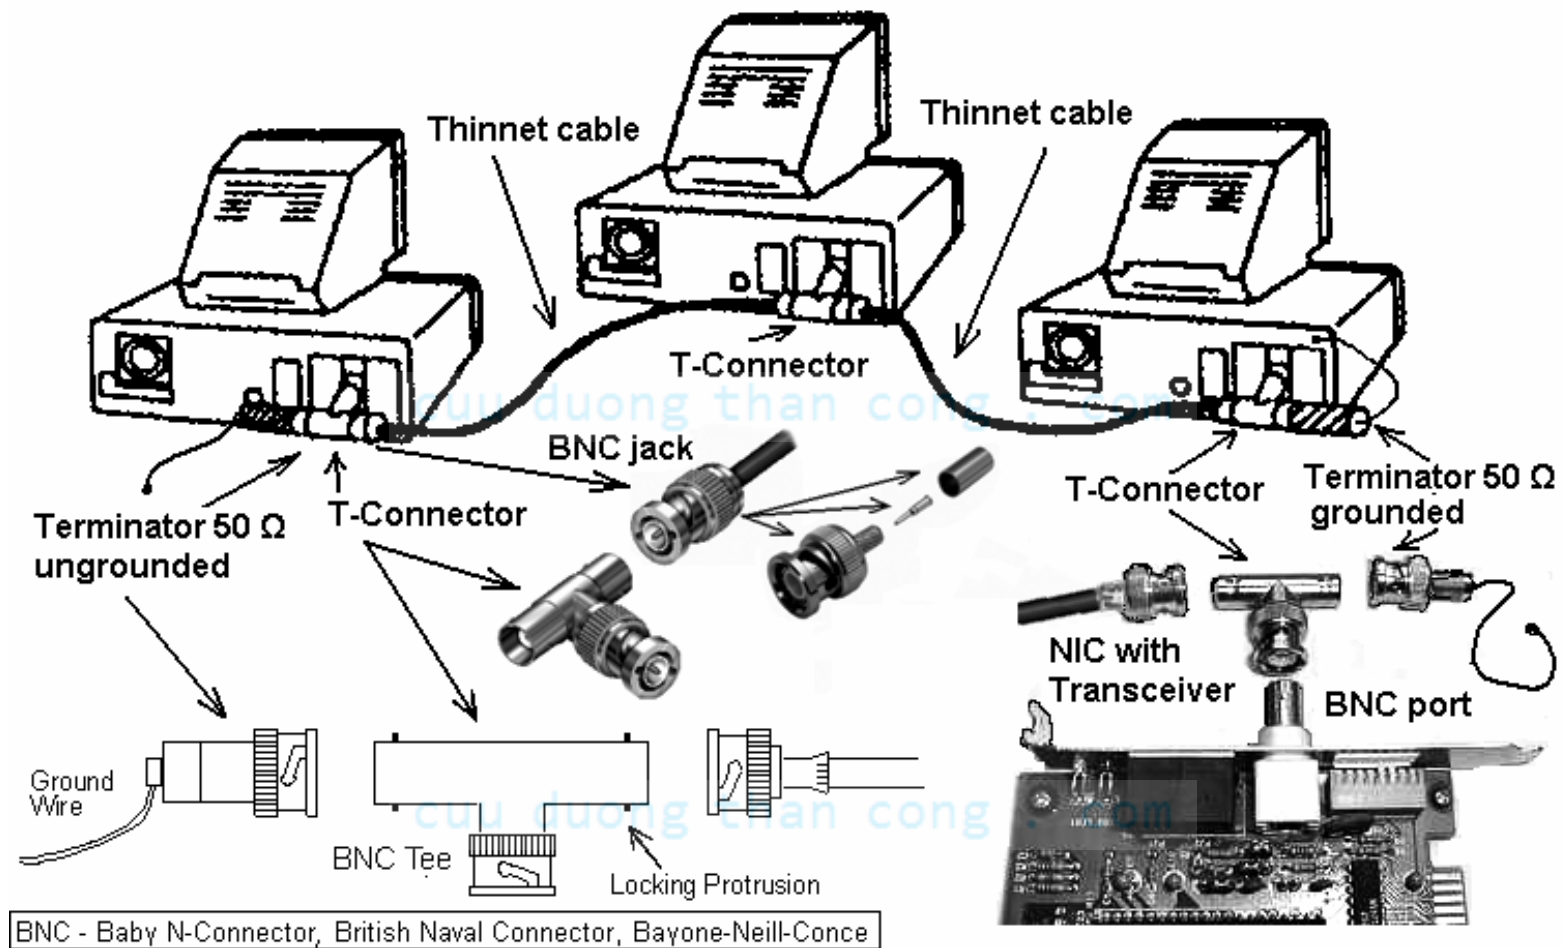 Thinnet cable
Thinnet cable
T-Connector
cuu duong than cong . com
BNC jack
T-Connector
Terminator 50 Ω
ungrounded
T-Connector
Terminator 50 Ω
grounded
NIC with
Transceiver
BNC port
Ground
Wire
cuu duong than cong . com
BNC Tee
Locking Protrusion
BNC - Baby N-Connector, British Naval Connector, Bayone-Neill-Conce